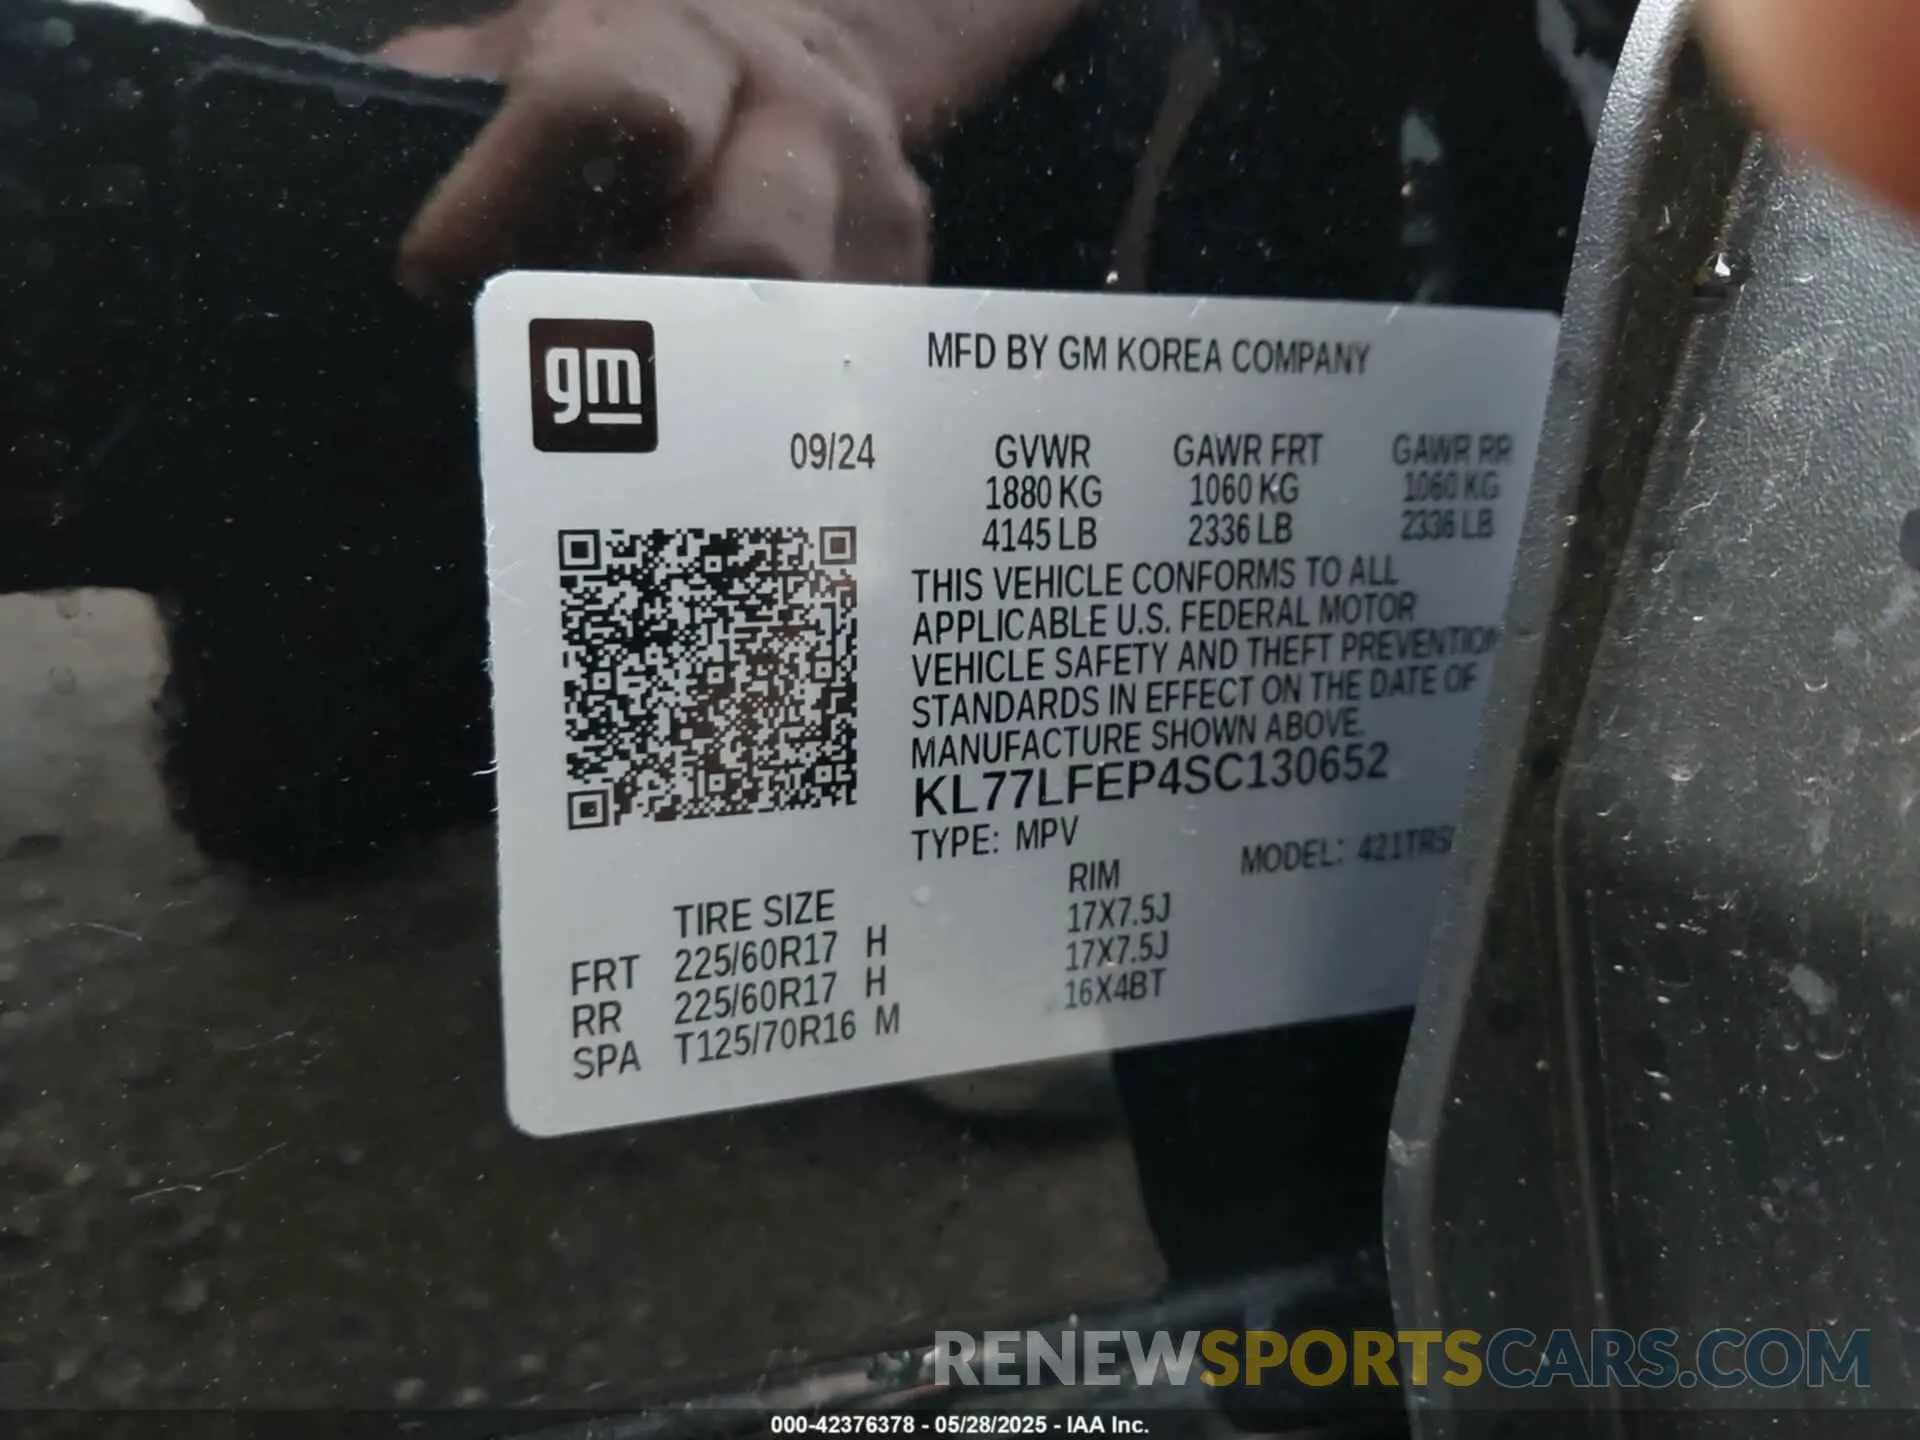 gm
MFD BY GM KOREA COMPANY
09/24 GVWR GAWR FRT GAWR RR
1880 KG 1060 KG 1060 KG
4145 LB 2336 LB 2336 LB
THIS VEHICLE CONFORMS TO ALL
APPLICABLE U.S. FEDERAL MOTOR
VEHICLE SAFETY AND THEFT PREVENTION
STANDARDS IN EFFECT ON THE DATE OF
MANUFACTURE SHOWN ABOVE.
KL77LFEP4SC130652
TYPE: MPV MODEL:
TIRE SIZE RIM
FRT 225/60R17 H 17X7.5J
RR 225/60R17 H 17X7.5J
SPA T125/70R16 M 16X4BT
RENEWSPORTSCARS.COM
000-42376378 - 05/28/2025 - IAA Inc.